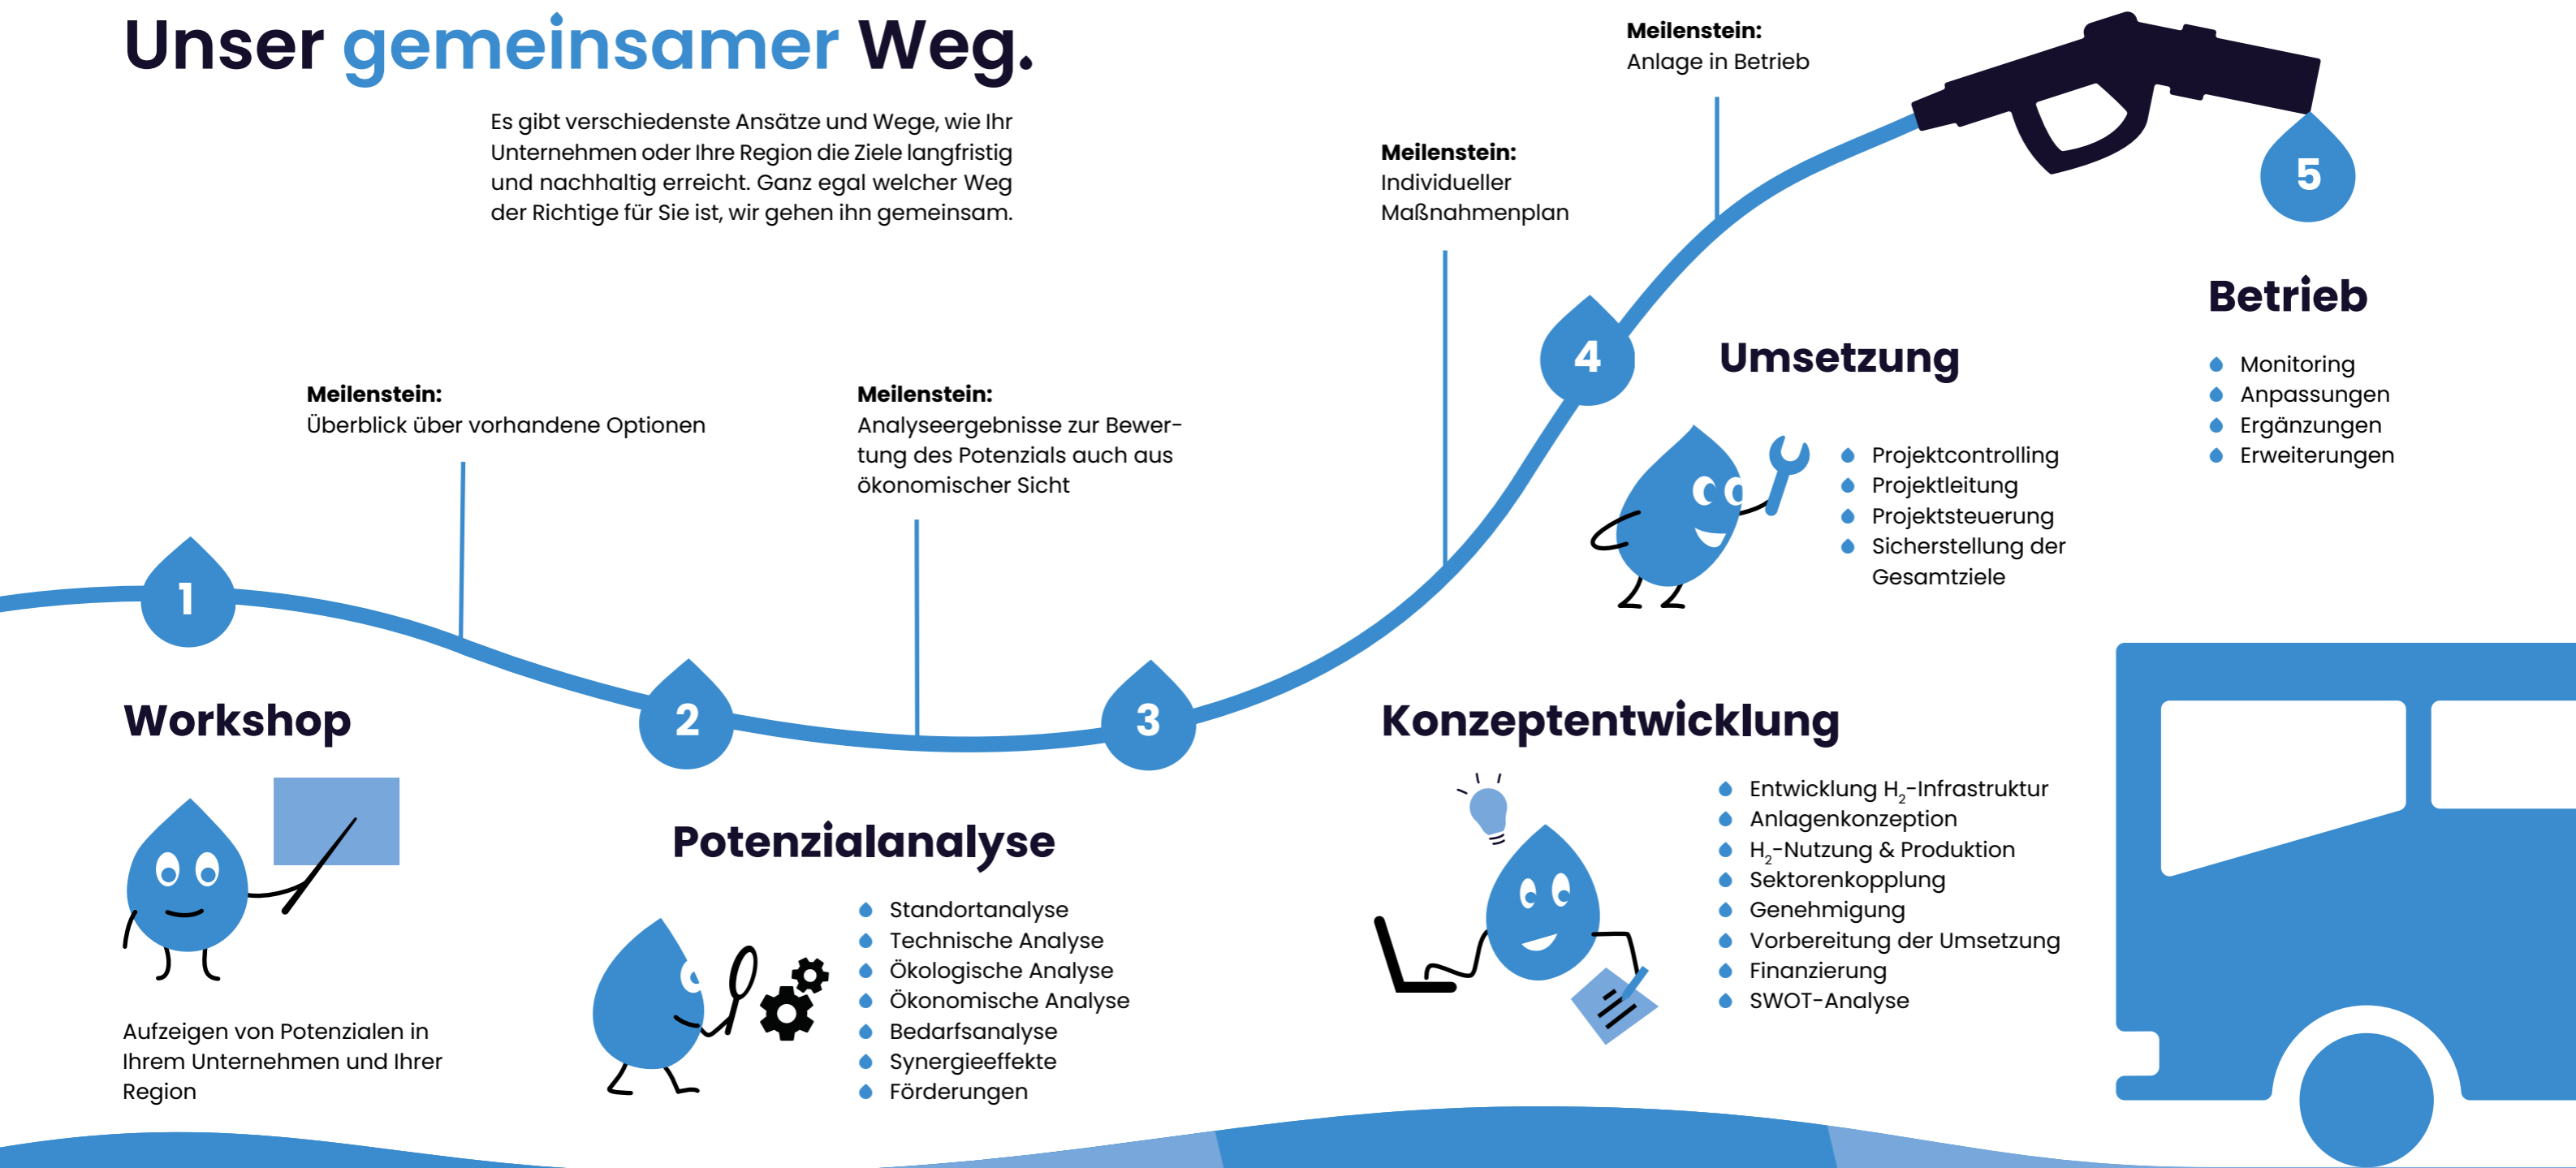 Unser gemeinsamer Weg.
Es gibt verschiedenste Ansätze und Wege, wie Ihr
Unternehmen oder Ihre Region die Ziele langfristig
und nachhaltig erreicht. Ganz egal welcher Weg
der Richtige für Sie ist, wir gehen ihn gemeinsam.
1
Workshop
Aufzeigen von Potenzialen in
Ihrem Unternehmen und Ihrer
Region
Meilenstein:
Überblick über vorhandene Optionen
2
Potenzialanalyse
Standortanalyse
Technische Analyse
Ökologische Analyse
Ökonomische Analyse
Bedarfsanalyse
Synergieeffekte
Förderungen
Meilenstein:
Analyseergebnisse zur Bewer-
tung des Potenzials auch aus
ökonomischer Sicht
3
Konzeptentwicklung
Entwicklung H₂-Infrastruktur
Anlagenkonzeption
H₂-Nutzung & Produktion
Sektorenkopplung
Genehmigung
Vorbereitung der Umsetzung
Finanzierung
SWOT-Analyse
Meilenstein:
Individueller
Maßnahmenplan
4
Umsetzung
Projektcontrolling
Projektleitung
Projektsteuerung
Sicherstellung der
Gesamtziele
Meilenstein:
Anlage in Betrieb
5
Betrieb
Monitoring
Anpassungen
Ergänzungen
Erweiterungen